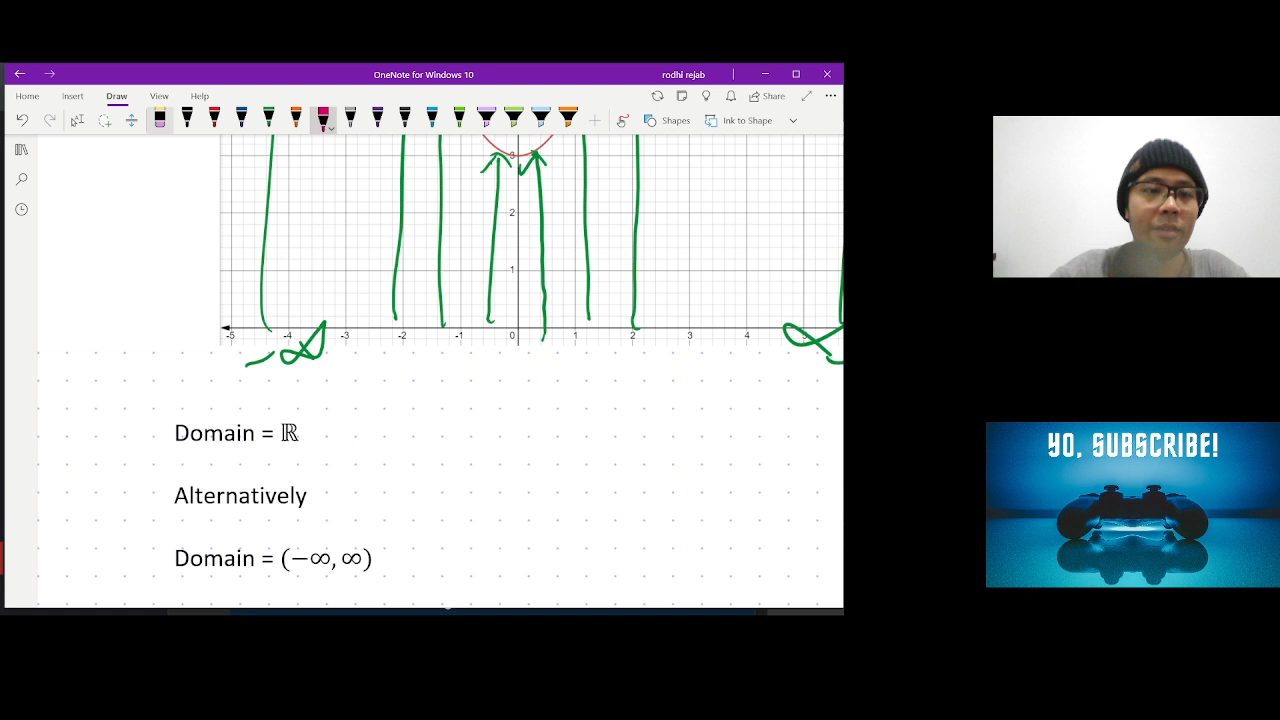 OneNote for Windows 10
rodhi rejab
Home Insert Draw View Help
Share
Shapes
Ink to Shape
3
2
1
-5 -4 -3 -2 -1 0 1 2 3 4
-∞
∞
Domain = ℝ
Alternatively
Domain = (−∞, ∞)
YO, SUBSCRIBE!